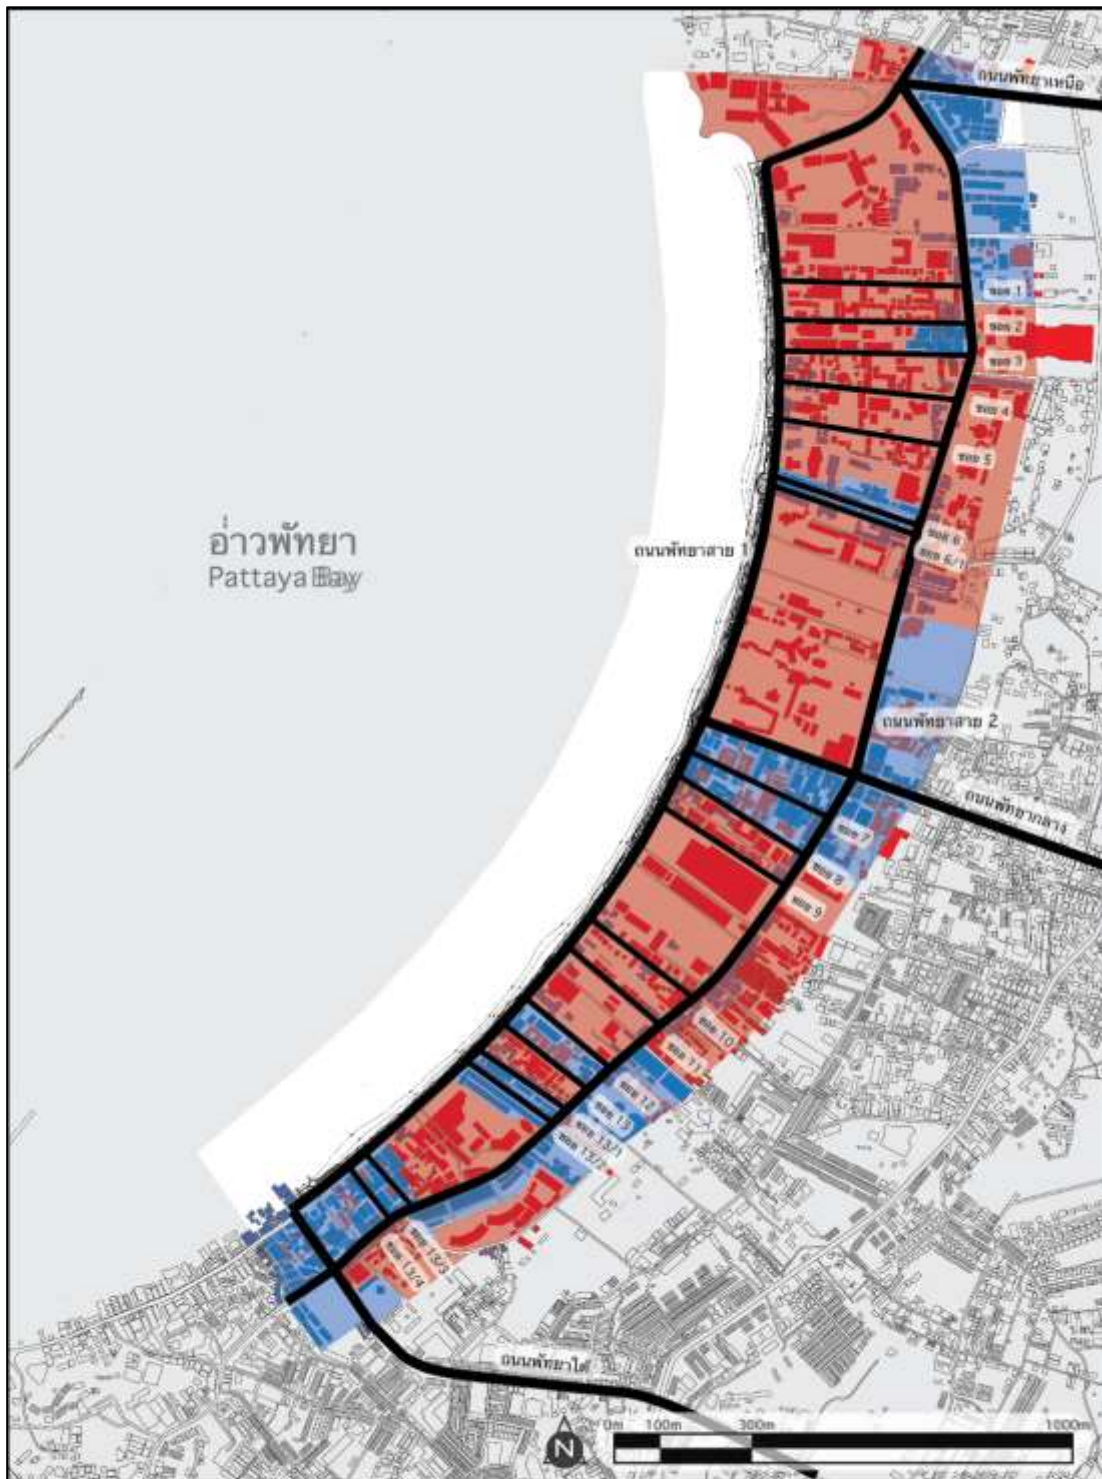 ถนนพัทยาเหนือ
ซอย 1
ซอย 2
ซอย 3
ซอย 4
ซอย 5
อ่าวพัทยา
Pattaya Bay
ถนนพัทยาสาย 1
ซอย 6
ซอย 6/1
ถนนพัทยาสาย 2
ถนนพัทยากลาง
ซอย 7
ซอย 8
ซอย 9
ซอย 10
ซอย 11
ซอย 12
ซอย 13
ซอย 13/1
ซอย 13/2
ซอย 13/3
ซอย 13/4
ถนนพัทยาใต้
0m 100m 300m 1000m
N